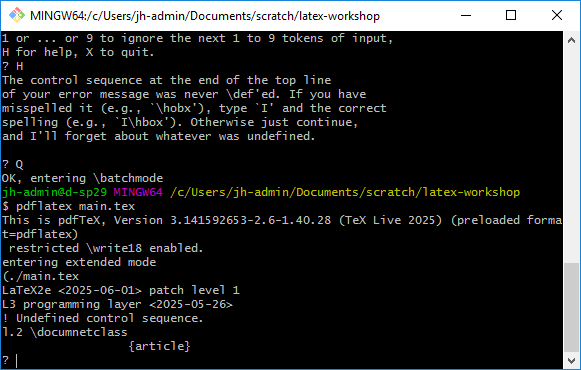 MINGW64:/c/Users/jh-admin/Documents/scratch/latex-workshop
1 or ... or 9 to ignore the next 1 to 9 tokens of input,
H for help, X to quit.
? H
The control sequence at the end of the top line
of your error message was never \def'ed. If you have
misspelled it (e.g., `\hobx'), type `I' and the correct
spelling (e.g., `I\hbox'). Otherwise just continue,
and I'll forget about whatever was undefined.
? Q
OK, entering \batchmode
jh-admin@d-sp29 MINGW64 /c/Users/jh-admin/Documents/scratch/latex-workshop
$ pdflatex main.tex
This is pdfTeX, Version 3.141592653-2.6-1.40.28 (TeX Live 2025) (preloaded forma
t=pdflatex)
restricted \write18 enabled.
entering extended mode
(./main.tex
LaTeX2e <2025-06-01> patch level 1
L3 programming layer <2025-05-26>
! Undefined control sequence.
l.2 \documnetclass
{article}
?